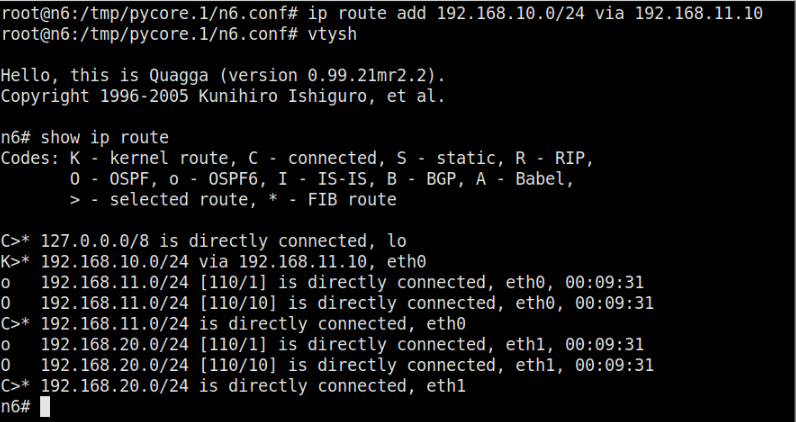 root@n6:/tmp/pycore.1/n6.conf# ip route add 192.168.10.0/24 via 192.168.11.10
root@n6:/tmp/pycore.1/n6.conf# vtysh
Hello, this is Quagga (version 0.99.21mr2.2).
Copyright 1996-2005 Kunihiro Ishiguro, et al.
n6# show ip route
Codes: K - kernel route, C - connected, S - static, R - RIP,
       O - OSPF, o - OSPF6, I - IS-IS, B - BGP, A - Babel,
       > - selected route, * - FIB route
C>* 127.0.0.0/8 is directly connected, lo
K>* 192.168.10.0/24 via 192.168.11.10, eth0
o   192.168.11.0/24 [110/1] is directly connected, eth0, 00:09:31
O   192.168.11.0/24 [110/10] is directly connected, eth0, 00:09:31
C>* 192.168.11.0/24 is directly connected, eth0
o   192.168.20.0/24 [110/1] is directly connected, eth1, 00:09:31
O   192.168.20.0/24 [110/10] is directly connected, eth1, 00:09:31
C>* 192.168.20.0/24 is directly connected, eth1
n6#